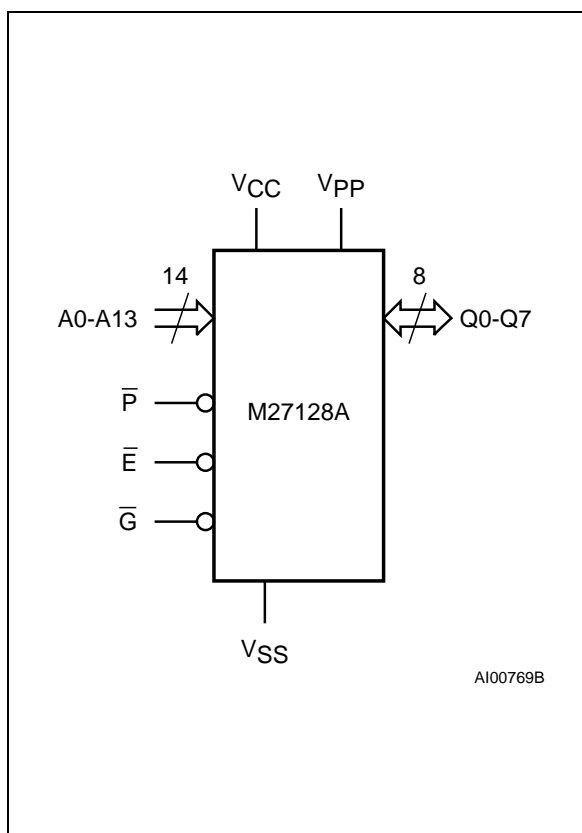 VCC VPP
14 8
A0-A13 Q0-Q7
P̅
M27128A
E̅
G̅
VSS
AI00769B